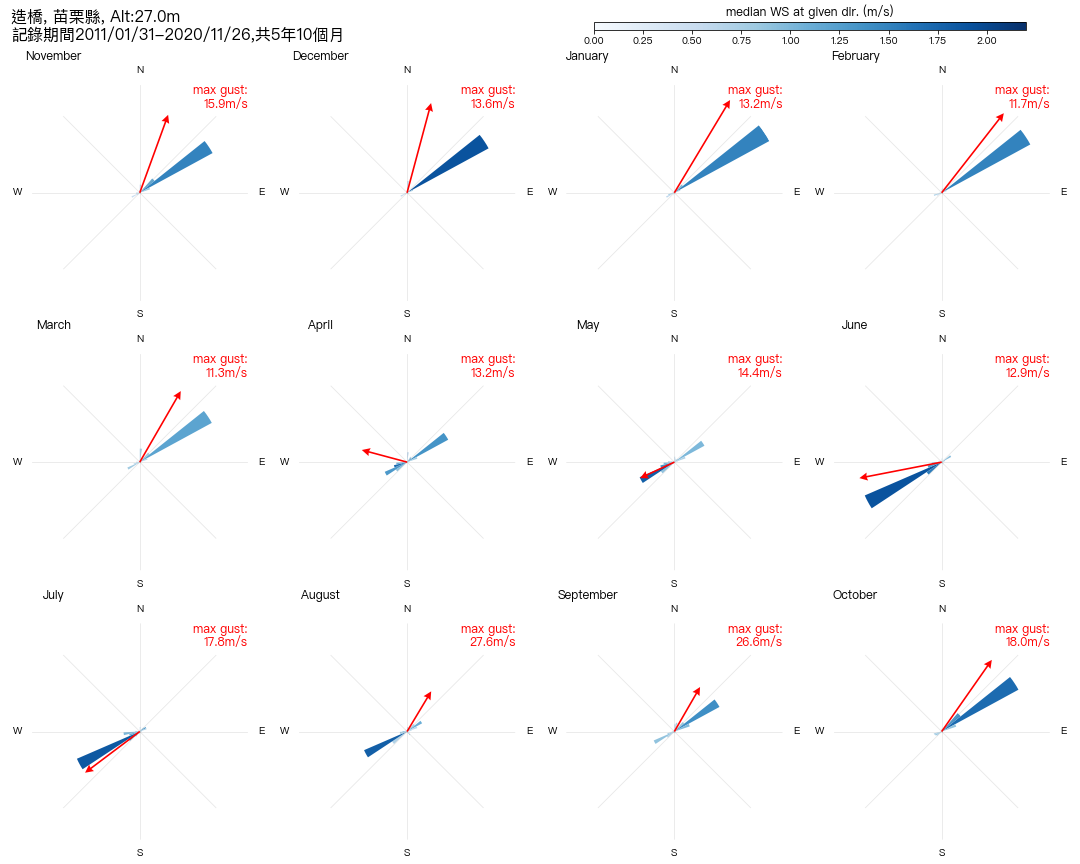 造橋, 苗栗縣, Alt:27.0m
記錄期間2011/01/31-2020/11/26,共5年10個月
median WS at given dir. (m/s)
0.00 0.25 0.50 0.75 1.00 1.25 1.50 1.75 2.00
November
N
max gust:
15.9m/s
W E
S
December
N
max gust:
13.6m/s
W E
S
January
N
max gust:
13.2m/s
W E
S
February
N
max gust:
11.7m/s
W E
S
March
N
max gust:
11.3m/s
W E
S
April
N
max gust:
13.2m/s
W E
S
May
N
max gust:
14.4m/s
W E
S
June
N
max gust:
12.9m/s
W E
S
July
N
max gust:
17.8m/s
W E
S
August
N
max gust:
27.6m/s
W E
S
September
N
max gust:
26.6m/s
W E
S
October
N
max gust:
18.0m/s
W E
S